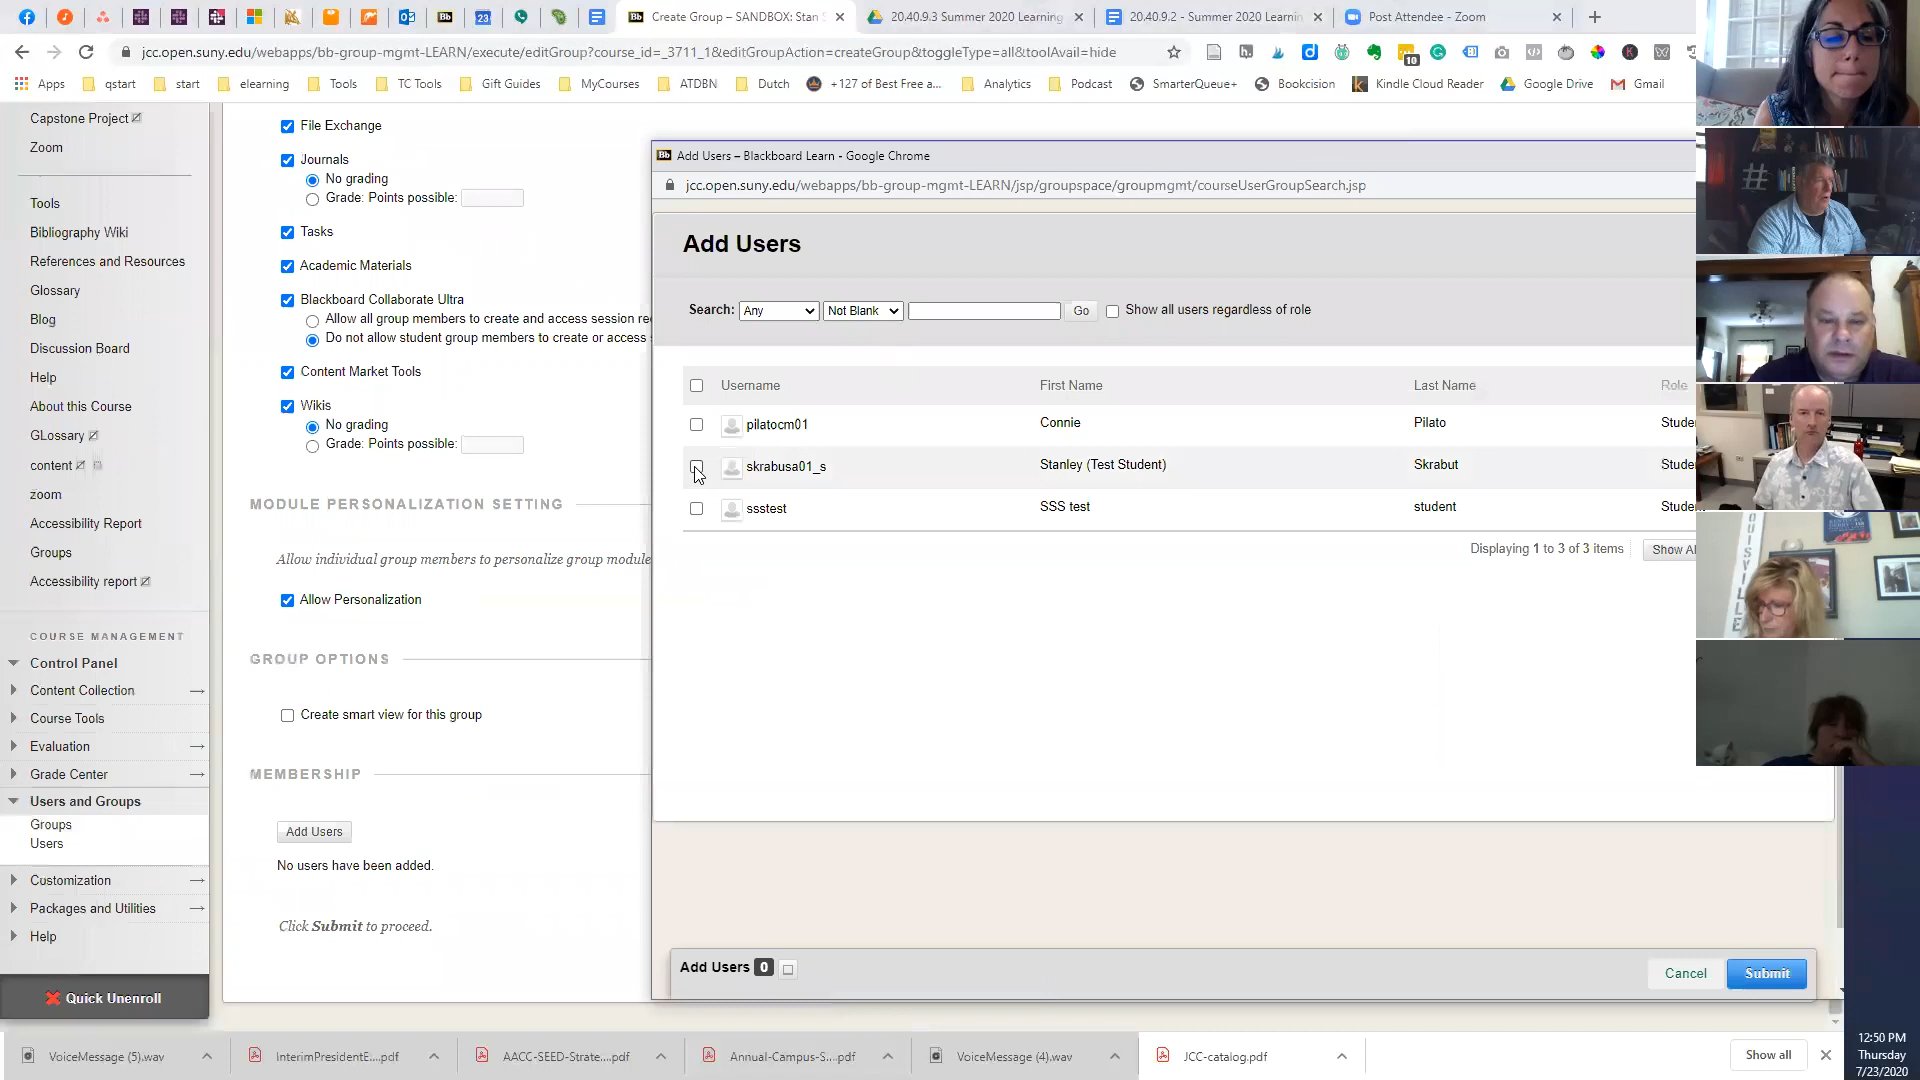 Create Group – SANDBOX: Stan S
20.40.9.3 Summer 2020 Learning
20.40.9.2 - Summer 2020 Learnin
Post Attendee - Zoom
jcc.open.suny.edu/webapps/bb-group-mgmt-LEARN/execute/editGroup?course_id=_3711_1&editGroupAction=createGroup&toggleType=all&toolAvail=hide
Apps
qstart
start
elearning
Tools
TC Tools
Gift Guides
MyCourses
ATDBN
Dutch
+127 of Best Free a...
Analytics
Podcast
SmarterQueue+
Bookcision
Kindle Cloud Reader
Google Drive
Gmail
Capstone Project
Zoom
Tools
Bibliography Wiki
References and Resources
Glossary
Blog
Discussion Board
Help
About this Course
GLossary
content
zoom
Accessibility Report
Groups
Accessibility report
COURSE MANAGEMENT
Control Panel
Content Collection
Course Tools
Evaluation
Grade Center
Users and Groups
Groups
Users
Customization
Packages and Utilities
Help
Quick Unenroll
File Exchange
Journals
No grading
Grade: Points possible:
Tasks
Academic Materials
Blackboard Collaborate Ultra
Allow all group members to create and access session re
Do not allow student group members to create or access
Content Market Tools
Wikis
No grading
Grade: Points possible:
MODULE PERSONALIZATION SETTING
Allow individual group members to personalize group module
Allow Personalization
GROUP OPTIONS
Create smart view for this group
MEMBERSHIP
Add Users
No users have been added.
Click Submit to proceed.
Add Users – Blackboard Learn - Google Chrome
jcc.open.suny.edu/webapps/bb-group-mgmt-LEARN/jsp/groupspace/groupmgmt/courseUserGroupSearch.jsp
Add Users
Search: Any Not Blank Go Show all users regardless of role
Username First Name Last Name Role
pilatocm01 Connie Pilato Stude
skrabusa01_s Stanley (Test Student) Skrabut Stude
ssstest SSS test student Stude
Displaying 1 to 3 of 3 items Show Al
Add Users 0
Cancel Submit
VoiceMessage (5).wav
InterimPresidentE....pdf
AACC-SEED-Strate....pdf
Annual-Campus-S....pdf
VoiceMessage (4).wav
JCC-catalog.pdf
Show all
12:50 PM
Thursday
7/23/2020